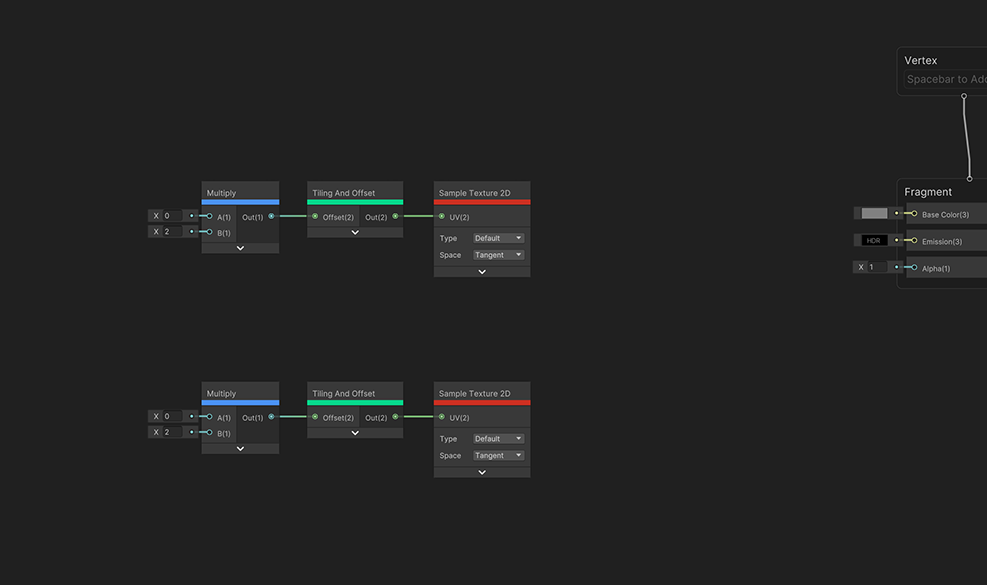 Vertex
Spacebar to Add
Multiply
Tiling And Offset
Sample Texture 2D
Fragment
X 0
A(1)
Out(1)
Offset(2)
Out(2)
UV(2)
Base Color(3)
X 2
B(1)
Type
Default
HDR
Emission(3)
Space
Tangent
X 1
Alpha(1)
Multiply
Tiling And Offset
Sample Texture 2D
X 0
A(1)
Out(1)
Offset(2)
Out(2)
UV(2)
X 2
B(1)
Type
Default
Space
Tangent